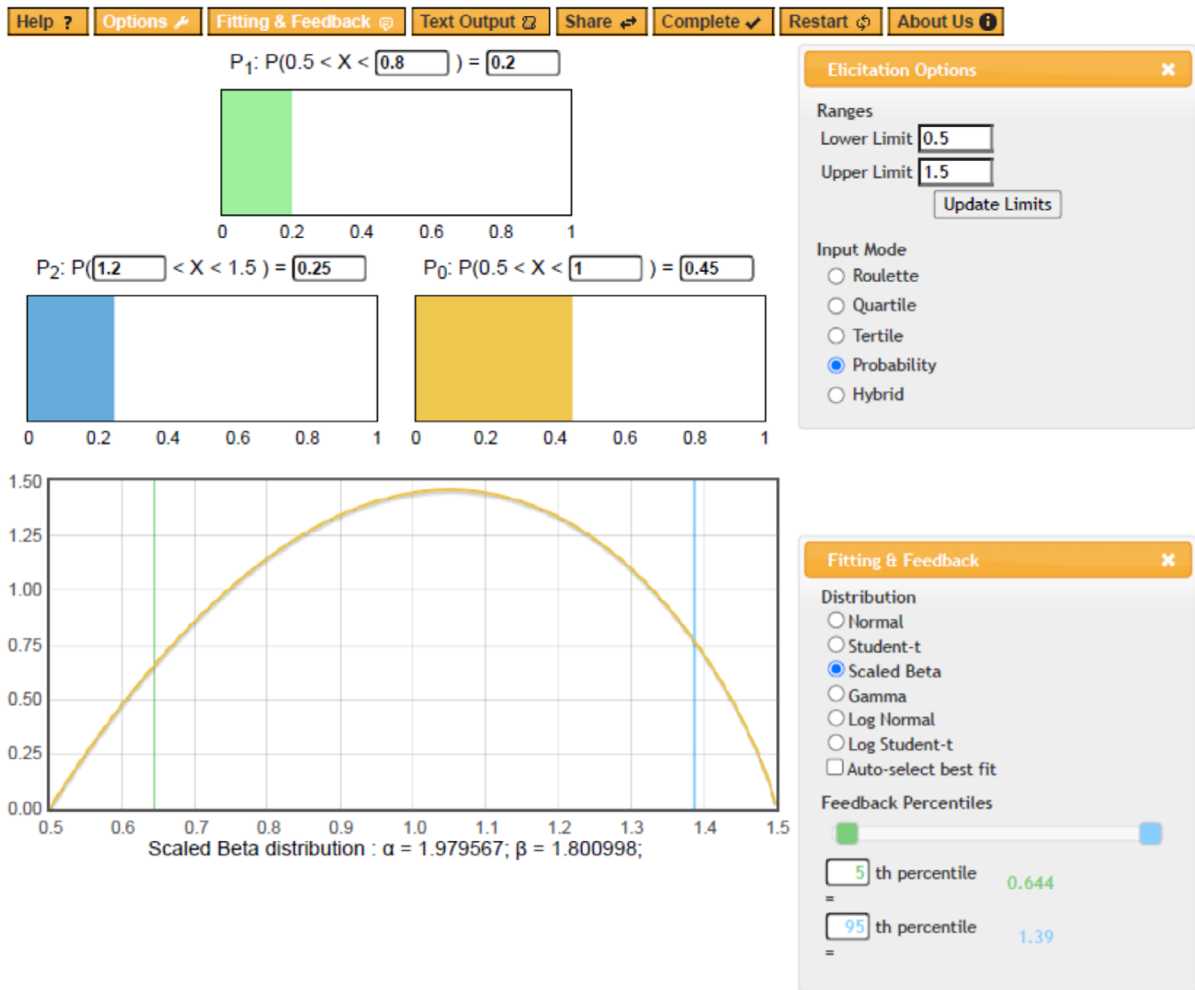 Help ? Options Fitting & Feedback Text Output Share Complete Restart About Us
P1: P(0.5 < X < 0.8 ) = 0.2
0 0.2 0.4 0.6 0.8 1
P2: P( 1.2 < X < 1.5 ) = 0.25
0 0.2 0.4 0.6 0.8 1
P0: P(0.5 < X < 1 ) = 0.45
0 0.2 0.4 0.6 0.8 1
1.50
1.25
1.00
0.75
0.50
0.25
0.00
0.5 0.6 0.7 0.8 0.9 1.0 1.1 1.2 1.3 1.4 1.5
Scaled Beta distribution : α = 1.979567; β = 1.800998;
Elicitation Options
Ranges
Lower Limit 0.5
Upper Limit 1.5
Update Limits
Input Mode
Roulette
Quartile
Tertile
Probability
Hybrid
Fitting & Feedback
Distribution
Normal
Student-t
Scaled Beta
Gamma
Log Normal
Log Student-t
Auto-select best fit
Feedback Percentiles
5 th percentile 0.644
=
95 th percentile 1.39
=